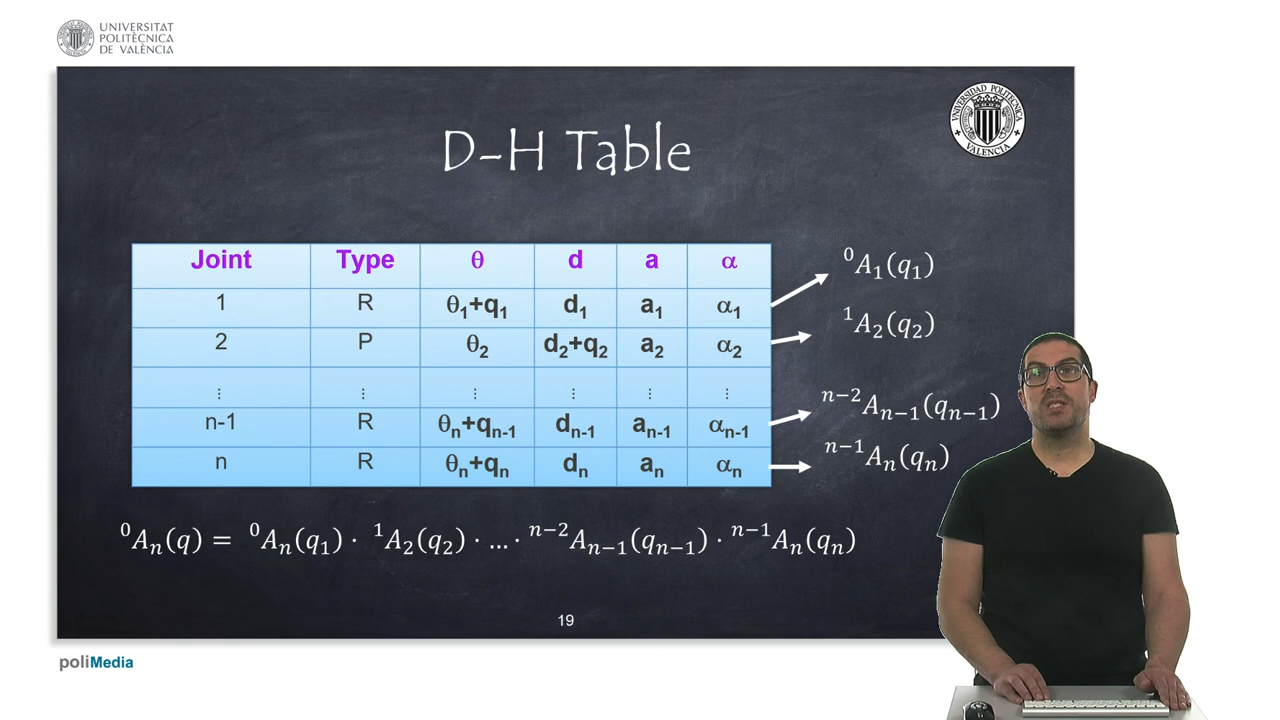 UNIVERSITAT
POLITÈCNICA
DE VALÈNCIA
UNIVERSIDAD POLITECNICA
VALENCIA
D-H Table
Joint Type θ d a α
1 R θ₁+q₁ d₁ a₁ α₁
2 P θ₂ d₂+q₂ a₂ α₂
⋮ ⋮ ⋮ ⋮ ⋮ ⋮
n-1 R θₙ+qₙ₋₁ dₙ₋₁ aₙ₋₁ αₙ₋₁
n R θₙ+qₙ dₙ aₙ αₙ
⁰A₁(q₁)
¹A₂(q₂)
ⁿ⁻²Aₙ₋₁(qₙ₋₁)
ⁿ⁻¹Aₙ(qₙ)
⁰Aₙ(q) = ⁰Aₙ(q₁) · ¹A₂(q₂) · … · ⁿ⁻²Aₙ₋₁(qₙ₋₁) · ⁿ⁻¹Aₙ(qₙ)
19
poliMedia